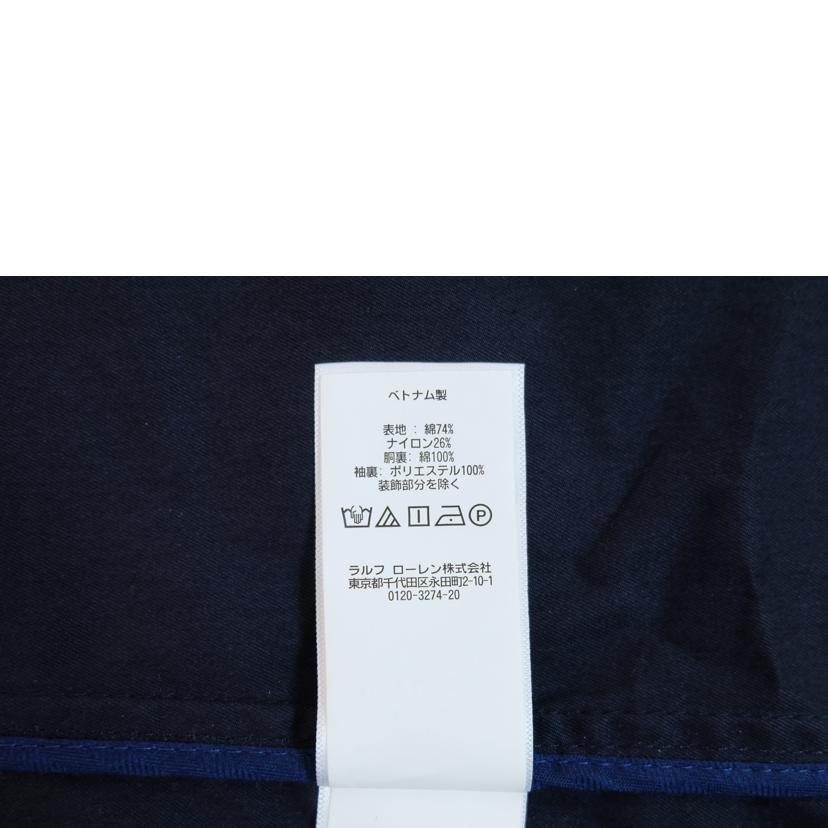 ベトナム製
表地 : 綿74%
ナイロン26%
胴裏: 綿100%
袖裏: ポリエステル100%
装飾部分を除く
P
ラルフ ローレン株式会社
東京都千代田区永田町2-10-1
0120-3274-20